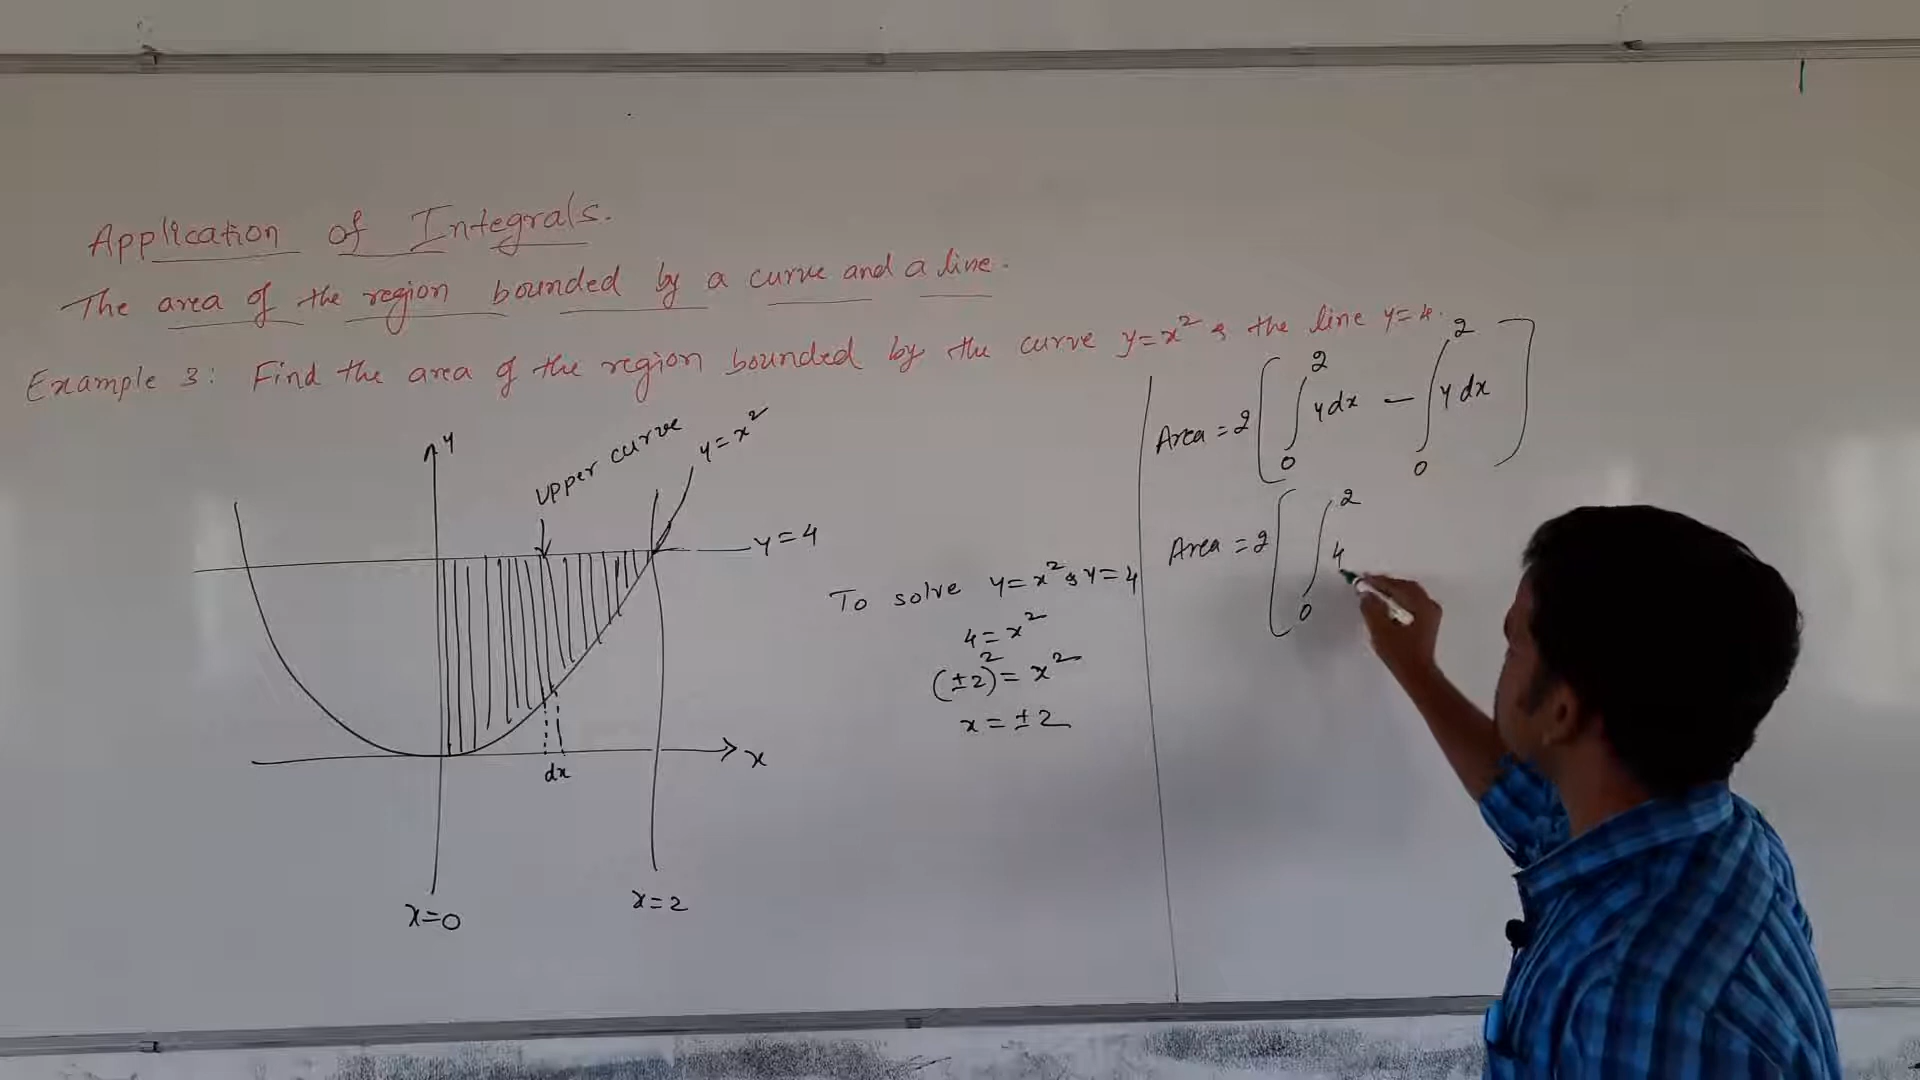 Application of Integrals.
The area of the region bounded by a curve and a line.
Example 3: Find the area of the region bounded by the curve y=x² & the line y=4.
y
upper curve
y=x²
y=4
x
dx
x=0
x=2
To solve y=x² & y=4
4=x²
(±2)²=x²
x=±2
Area = 2[∫₀² y dx − ∫₀² y dx]
Area = 2[∫₀² 4